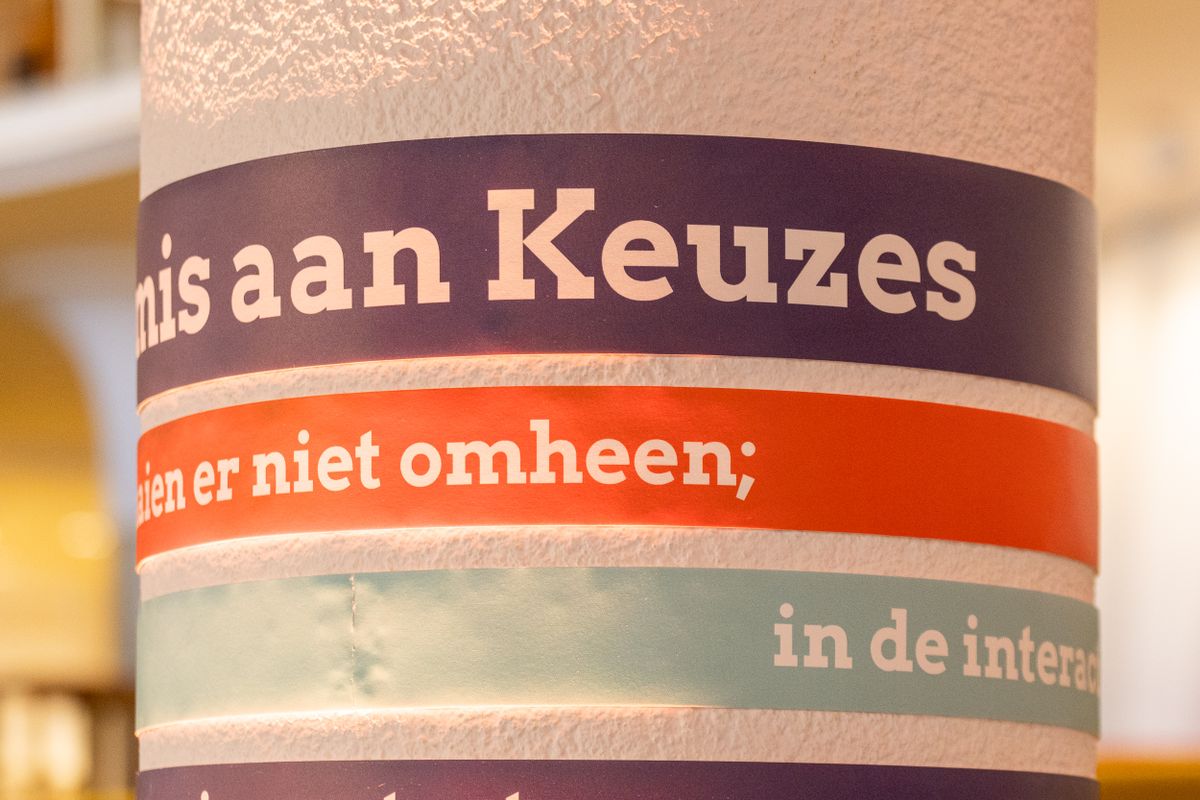 mis aan Keuzes
aien er niet omheen;
in de interac